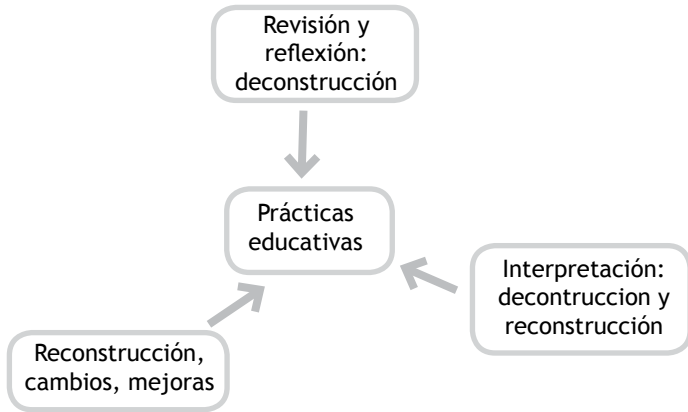 Revisión y
reflexión:
deconstrucción
Prácticas
educativas
Interpretación:
decontruccion y
reconstrucción
Reconstrucción,
cambios, mejoras